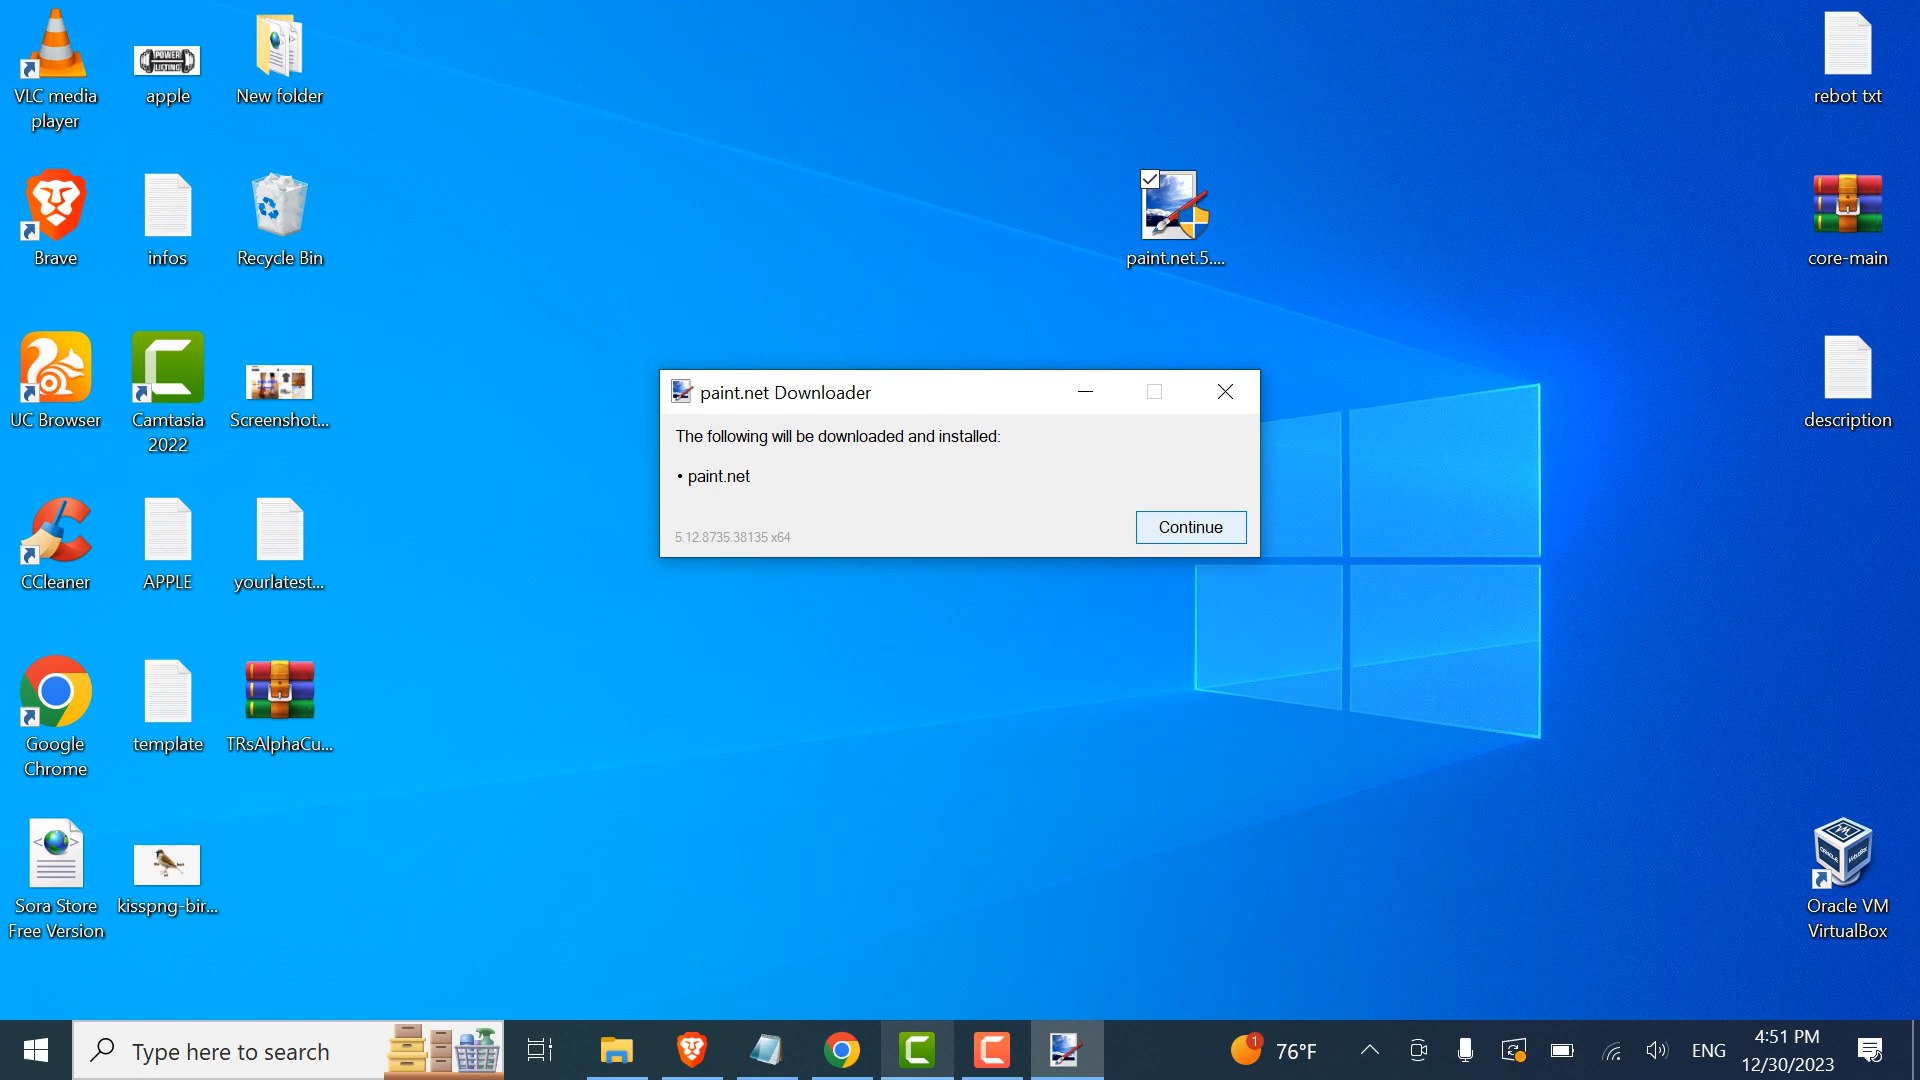 VLC media
player
apple
POWER
LIFTING
New folder
rebot txt
Brave
infos
Recycle Bin
paint.net.5....
core-main
UC Browser
Camtasia
2022
Screenshot...
description
paint.net Downloader
The following will be downloaded and installed:
• paint.net
5.12.8735.38135 x64
Continue
CCleaner
APPLE
yourlatest...
Google
Chrome
template
TRsAlphaCu...
Sora Store
Free Version
kisspng-bir...
Oracle VM
VirtualBox
Type here to search
1
76°F
ENG
4:51 PM
12/30/2023